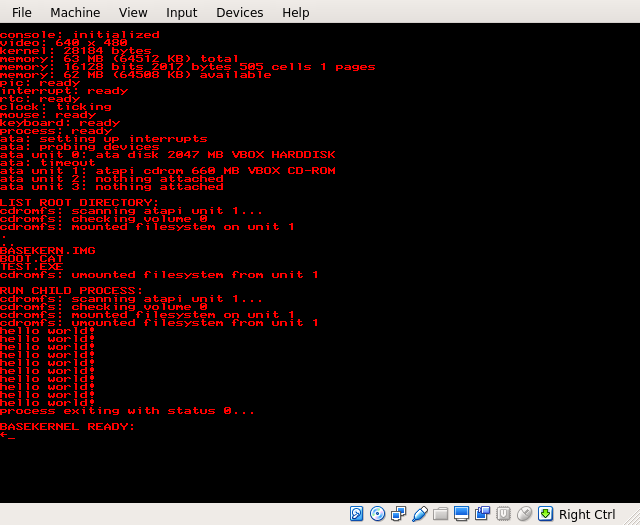 File Machine View Input Devices Help
console: initialized
video: 640 x 480
kernel: 28184 bytes
memory: 63 MB (64512 KB) total
memory: 16128 bits 2017 bytes 505 cells 1 pages
memory: 62 MB (64508 KB) available
pic: ready
interrupt: ready
rtc: ready
clock: ticking
mouse: ready
keyboard: ready
process: ready
ata: setting up interrupts
ata: probing devices
ata unit 0: ata disk 2047 MB VBOX HARDDISK
ata: timeout
ata unit 1: atapi cdrom 660 MB VBOX CD-ROM
ata unit 2: nothing attached
ata unit 3: nothing attached
LIST ROOT DIRECTORY:
cdromfs: scanning atapi unit 1...
cdromfs: checking volume 0
cdromfs: mounted filesystem on unit 1
.
..
BASEKERN.IMG
BOOT.CAT
TEST.EXE
cdromfs: umounted filesystem from unit 1
RUN CHILD PROCESS:
cdromfs: scanning atapi unit 1...
cdromfs: checking volume 0
cdromfs: mounted filesystem on unit 1
cdromfs: umounted filesystem from unit 1
hello world!
hello world!
hello world!
hello world!
hello world!
hello world!
hello world!
hello world!
hello world!
hello world!
process exiting with status 0...
BASEKERNEL READY:
←_
Right Ctrl